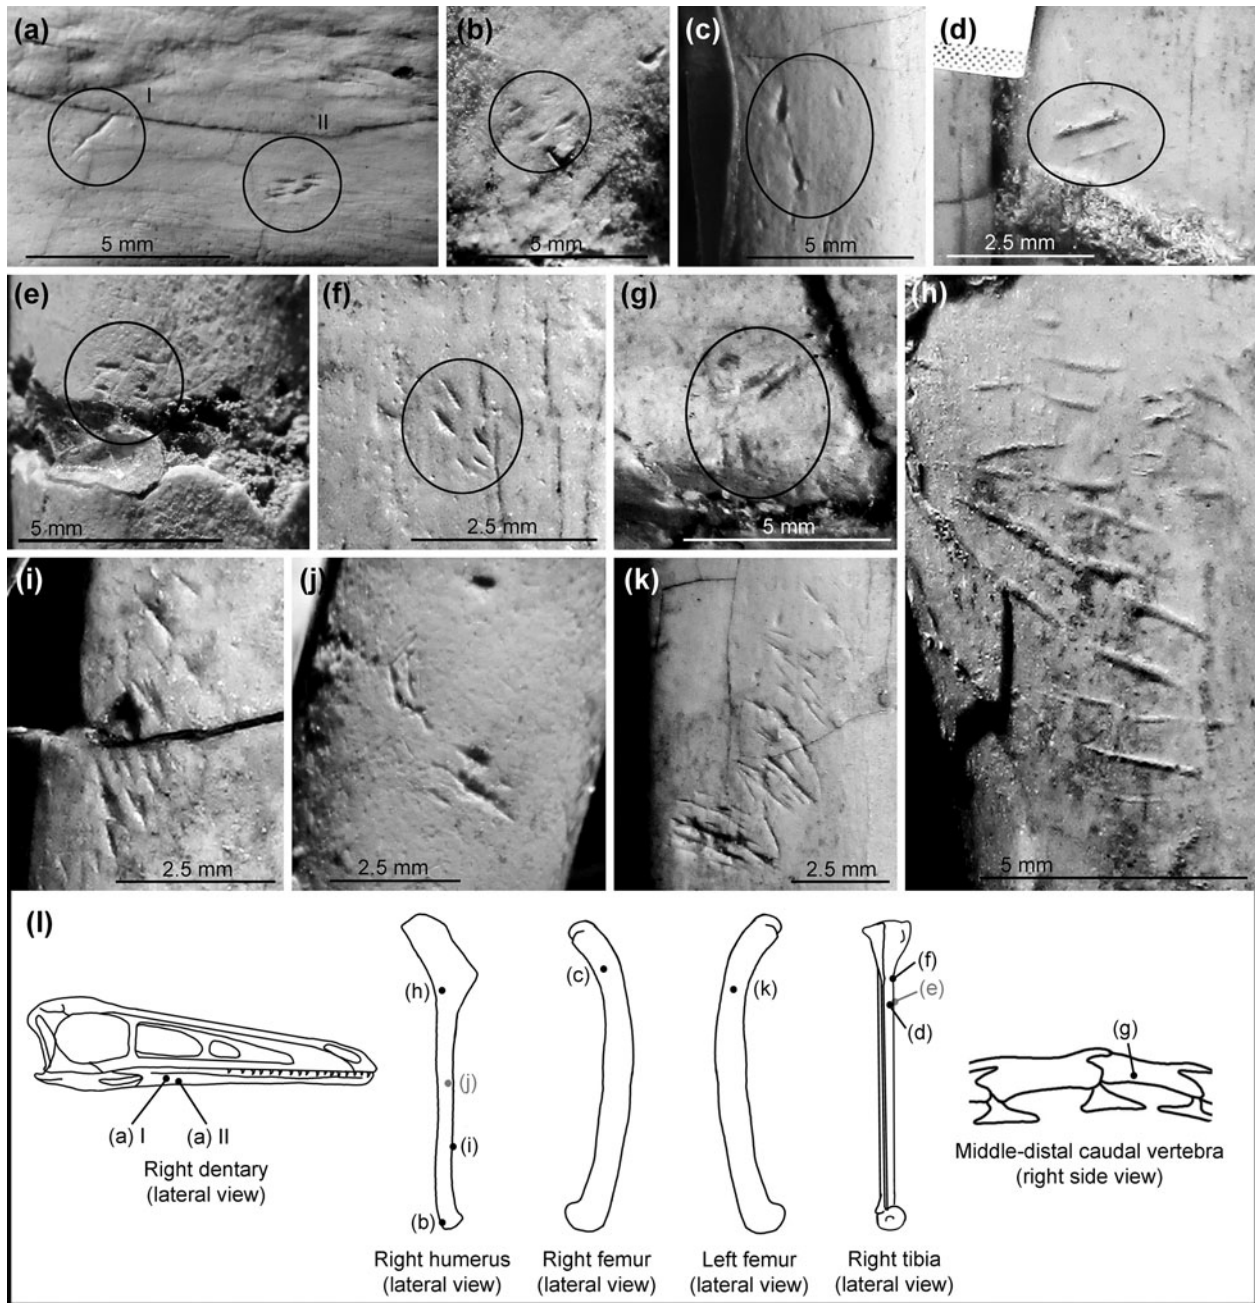 (a)
I
II
5 mm
(b)
5 mm
(c)
5 mm
(d)
2.5 mm
(e)
5 mm
(f)
2.5 mm
(g)
5 mm
(h)
5 mm
(i)
2.5 mm
(j)
2.5 mm
(k)
2.5 mm
(l)
(a) I
(a) II
Right dentary
(lateral view)
(h)
(j)
(i)
(b)
Right humerus
(lateral view)
(c)
Right femur
(lateral view)
(k)
Left femur
(lateral view)
(f)
(e)
(d)
Right tibia
(lateral view)
(g)
Middle-distal caudal vertebra
(right side view)